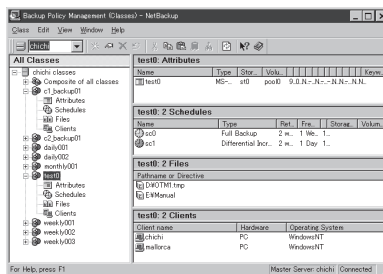 Backup Policy Management (Classes) - NetBackup
Class Edit View Window Help
chichi
All Classes
chichi classes
Composite of all classes
c1_backup01
Attributes
Schedules
Files
Clients
c2_backup01
daily001
daily002
monthly001
test0
Attributes
Schedules
Files
Clients
weekly001
weekly002
weekly003
test0: Attributes
Name Type Stor... Volu... Keyw...
test0 MS-... st0 pool0
test0: 2 Schedules
Name Type Ret... Fre... Storag... Volum...
sc0 Full Backup 2 w... 1 We... 1...
sc1 Differential Incr... 2 w... 1 Day 1...
test0: 2 Files
Pathname or Directive
D:¥OTM1.tmp
E:¥Manual
test0: 2 Clients
Client name Hardware Operating System
chichi PC WindowsNT
mallorca PC WindowsNT
For Help, press F1
Master Server: chichi Connected